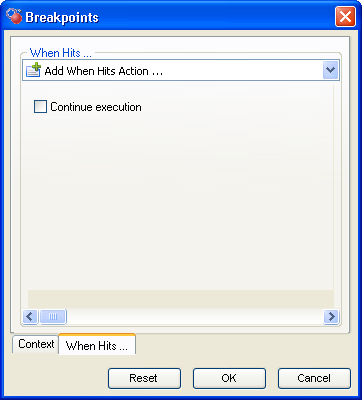 Breakpoints
When Hits ...
Add When Hits Action ...
Continue execution
Context
When Hits ...
Reset
OK
Cancel